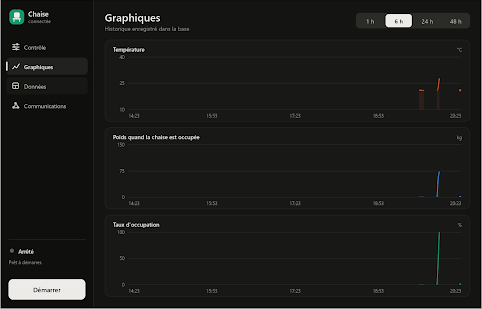 Chaise
connectée
Contrôle
Graphiques
Données
Communications
Arrêté
Prêt à démarrer.
Démarrer
Graphiques
Historique enregistré dans la base
1 h
6 h
24 h
48 h
Température
°C
40
25
10
14:23
15:53
17:23
18:53
20:23
Poids quand la chaise est occupée
kg
150
75
0
14:23
15:53
17:23
18:53
20:23
Taux d'occupation
%
100
50
0
14:23
15:53
17:23
18:53
20:23